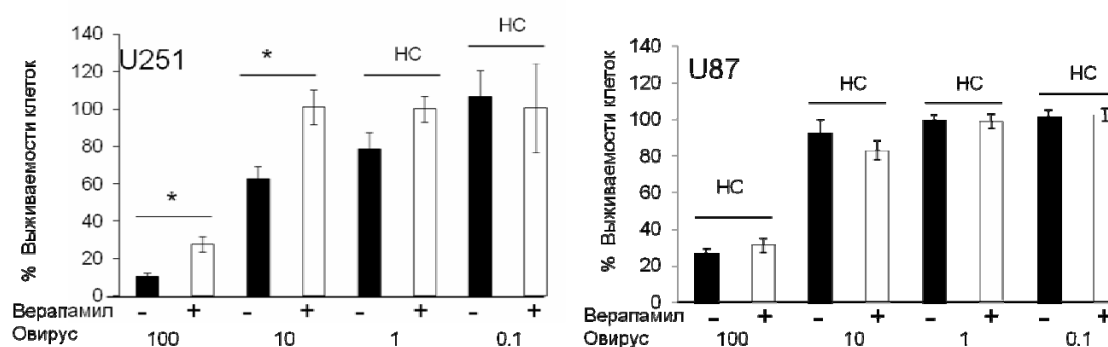 НС
140
120
100
80
60
40
20
0
% Выживаемости клеток
U251
*
*
НС
Верапамил - + - + - + - +
Овирус 100 10 1 0.1
140
120
100
80
60
40
20
0
% Выживаемости клеток
U87
НС
НС
НС
НС
Верапамил - + - + - + - +
Овирус 100 10 1 0.1